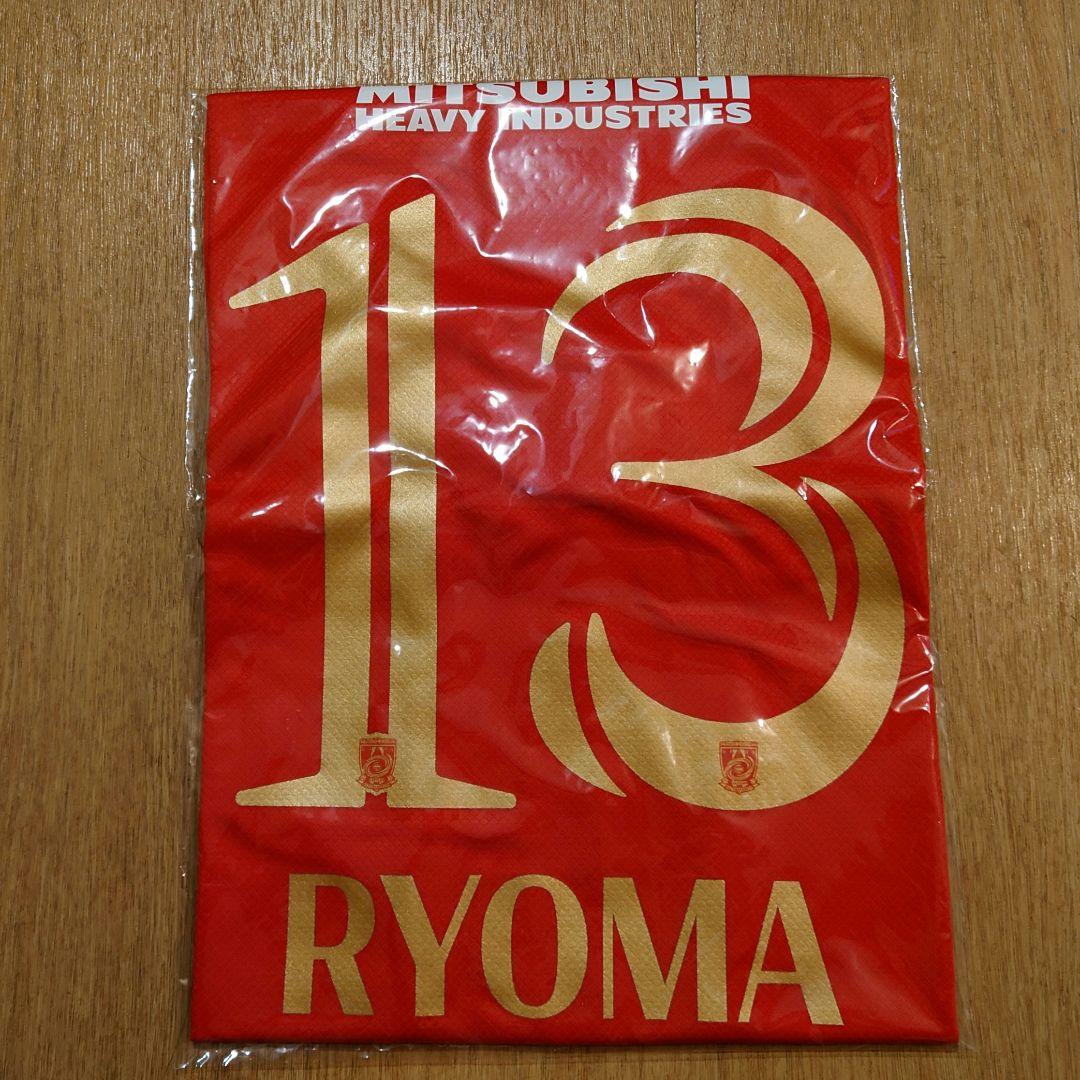 MITSUBISHI
HEAVY INDUSTRIES
13
RYOMA